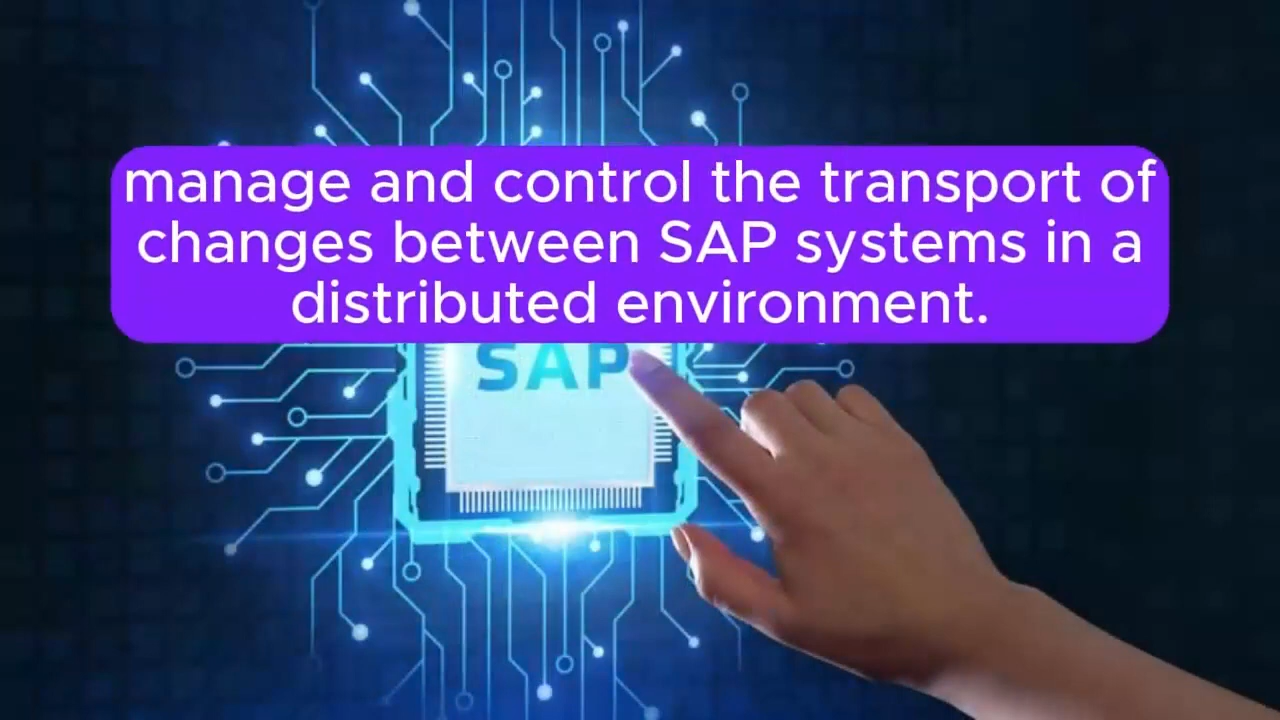 manage and control the transport of
changes between SAP systems in a
distributed environment.
SAP